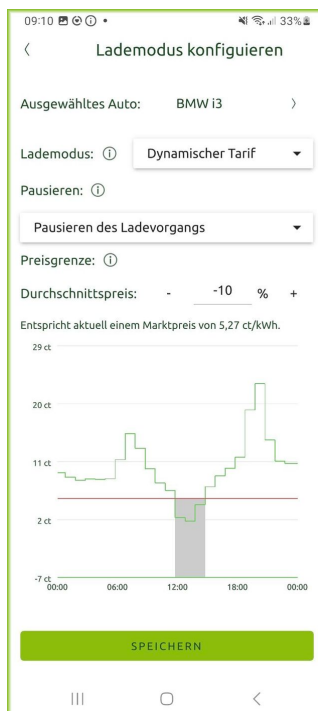 09:10 33%
Lademodus konfigurieren
Ausgewähltes Auto: BMW i3
Lademodus: Dynamischer Tarif
Pausieren:
Pausieren des Ladevorgangs
Preisgrenze:
Durchschnittspreis: - -10 % +
Entspricht aktuell einem Marktpreis von 5,27 ct/kWh.
29 ct
20 ct
11 ct
2 ct
-7 ct
00:00 06:00 12:00 18:00 00:00
SPEICHERN